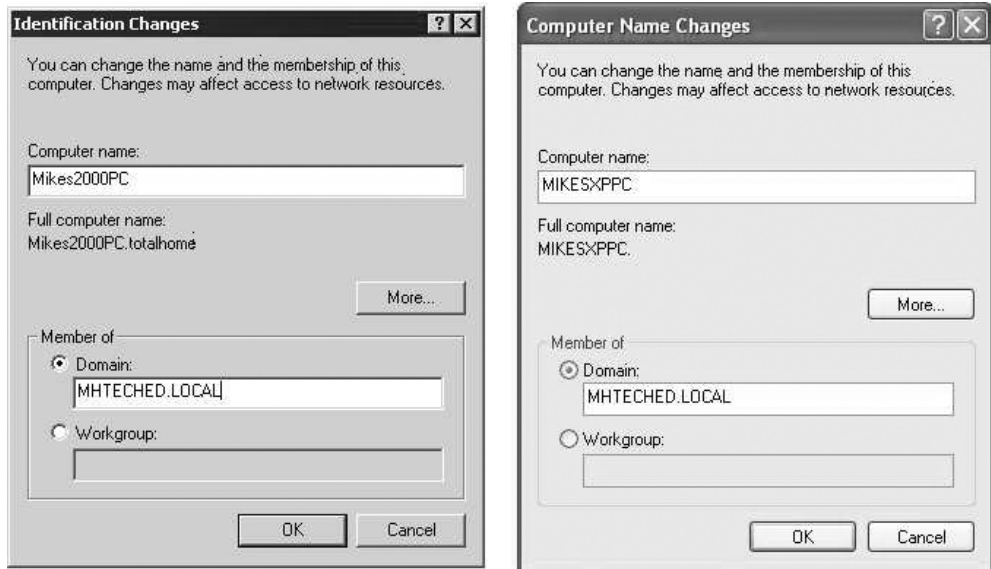 Identification Changes
You can change the name and the membership of this
computer. Changes may affect access to network resources.
Computer name:
Mikes2000PC
Full computer name:
Mikes2000PC.totalhome
More...
Member of
Domain:
MHTECHED.LOCAL
Workgroup:
OK Cancel
Computer Name Changes
You can change the name and the membership of this
computer. Changes may affect access to network resources.
Computer name:
MIKESXPPC
Full computer name:
MIKESXPPC.
More...
Member of
Domain:
MHTECHED.LOCAL
Workgroup:
OK Cancel